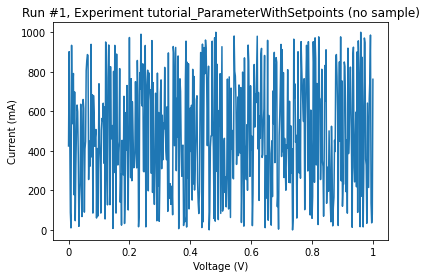 Run #1, Experiment tutorial_ParameterWithSetpoints (no sample)
1000
800
600
400
200
0
Current (mA)
0 0.2 0.4 0.6 0.8 1
Voltage (V)